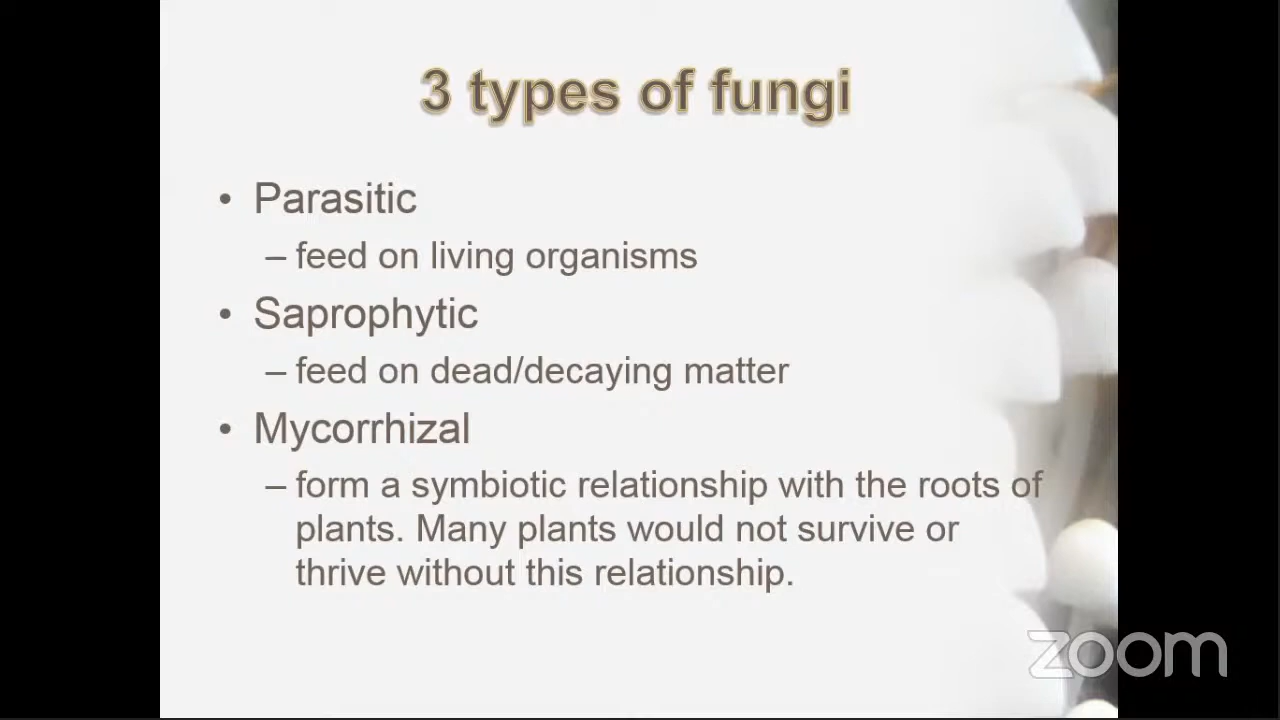 3 types of fungi
• Parasitic
– feed on living organisms
• Saprophytic
– feed on dead/decaying matter
• Mycorrhizal
– form a symbiotic relationship with the roots of
plants. Many plants would not survive or
thrive without this relationship.
zoom